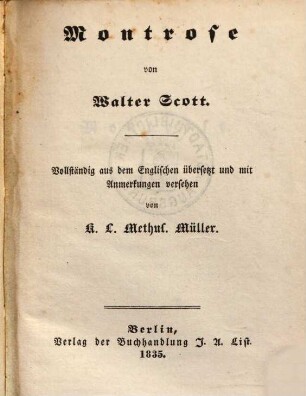 Montrose
von
Walter Scott.
Vollständig aus dem Englischen übersetzt und mit
Anmerkungen versehen
von
K. L. Methus. Müller.
Berlin,
Verlag der Buchhandlung J. A. List.
1835.